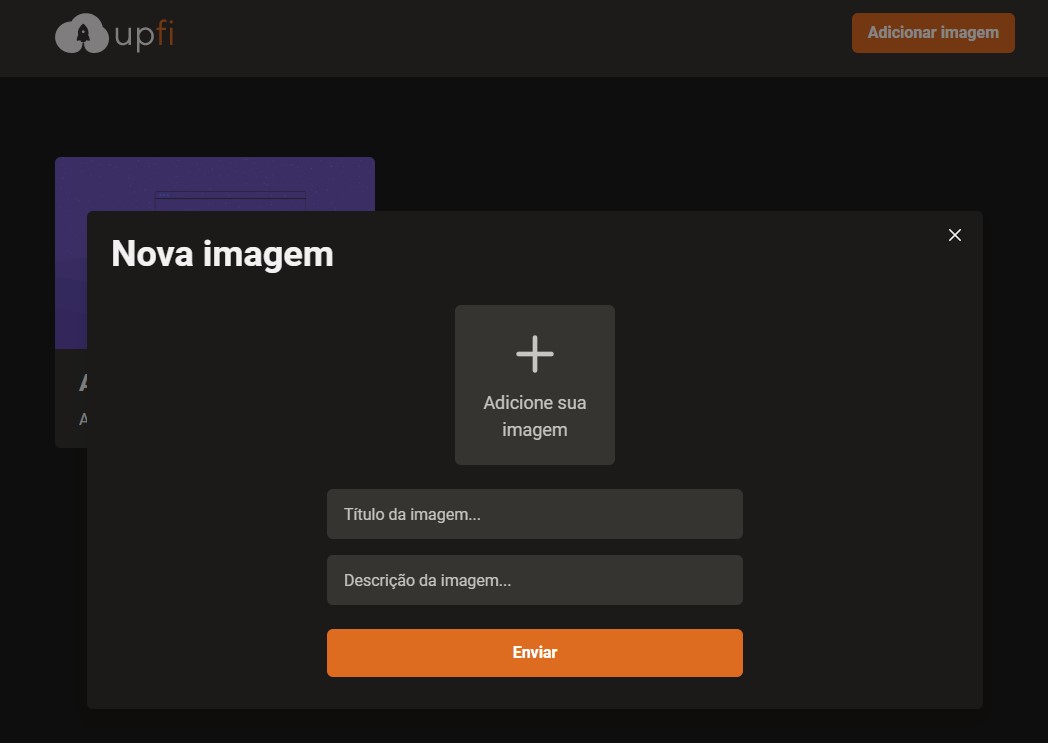 upfi
Adicionar imagem
Nova imagem
Adicione sua
imagem
Título da imagem...
Descrição da imagem...
Enviar